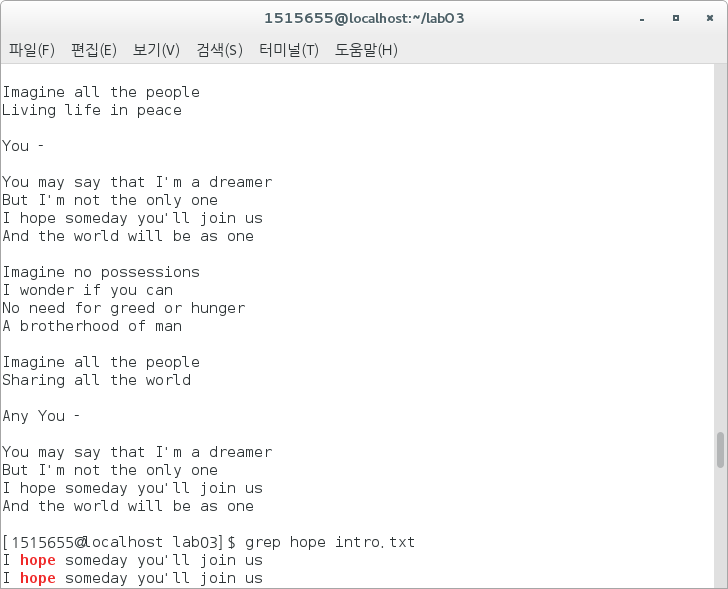 1515655@localhost:~/lab03
파일(F) 편집(E) 보기(V) 검색(S) 터미널(T) 도움말(H)
Imagine all the people
Living life in peace
You -
You may say that I'm a dreamer
But I'm not the only one
I hope someday you'll join us
And the world will be as one
Imagine no possessions
I wonder if you can
No need for greed or hunger
A brotherhood of man
Imagine all the people
Sharing all the world
Any You -
You may say that I'm a dreamer
But I'm not the only one
I hope someday you'll join us
And the world will be as one
[1515655@localhost lab03]$ grep hope intro.txt
I hope someday you'll join us
I hope someday you'll join us